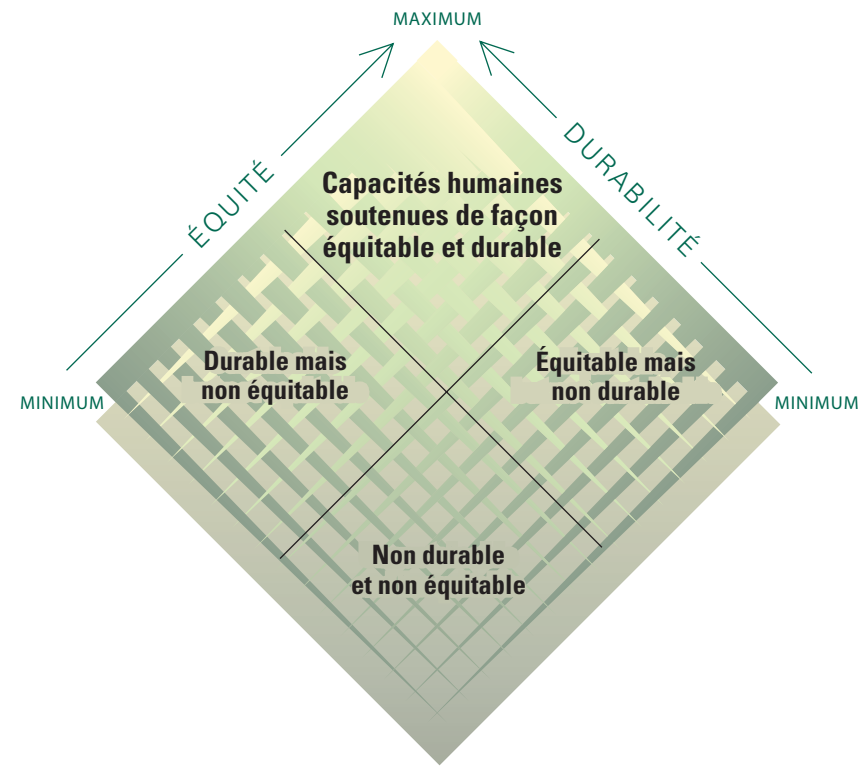 MAXIMUM
ÉQUITÉ
DURABILITÉ
Capacités humaines
soutenues de façon
équitable et durable
Durable mais
non équitable
Équitable mais
non durable
MINIMUM
MINIMUM
Non durable
et non équitable